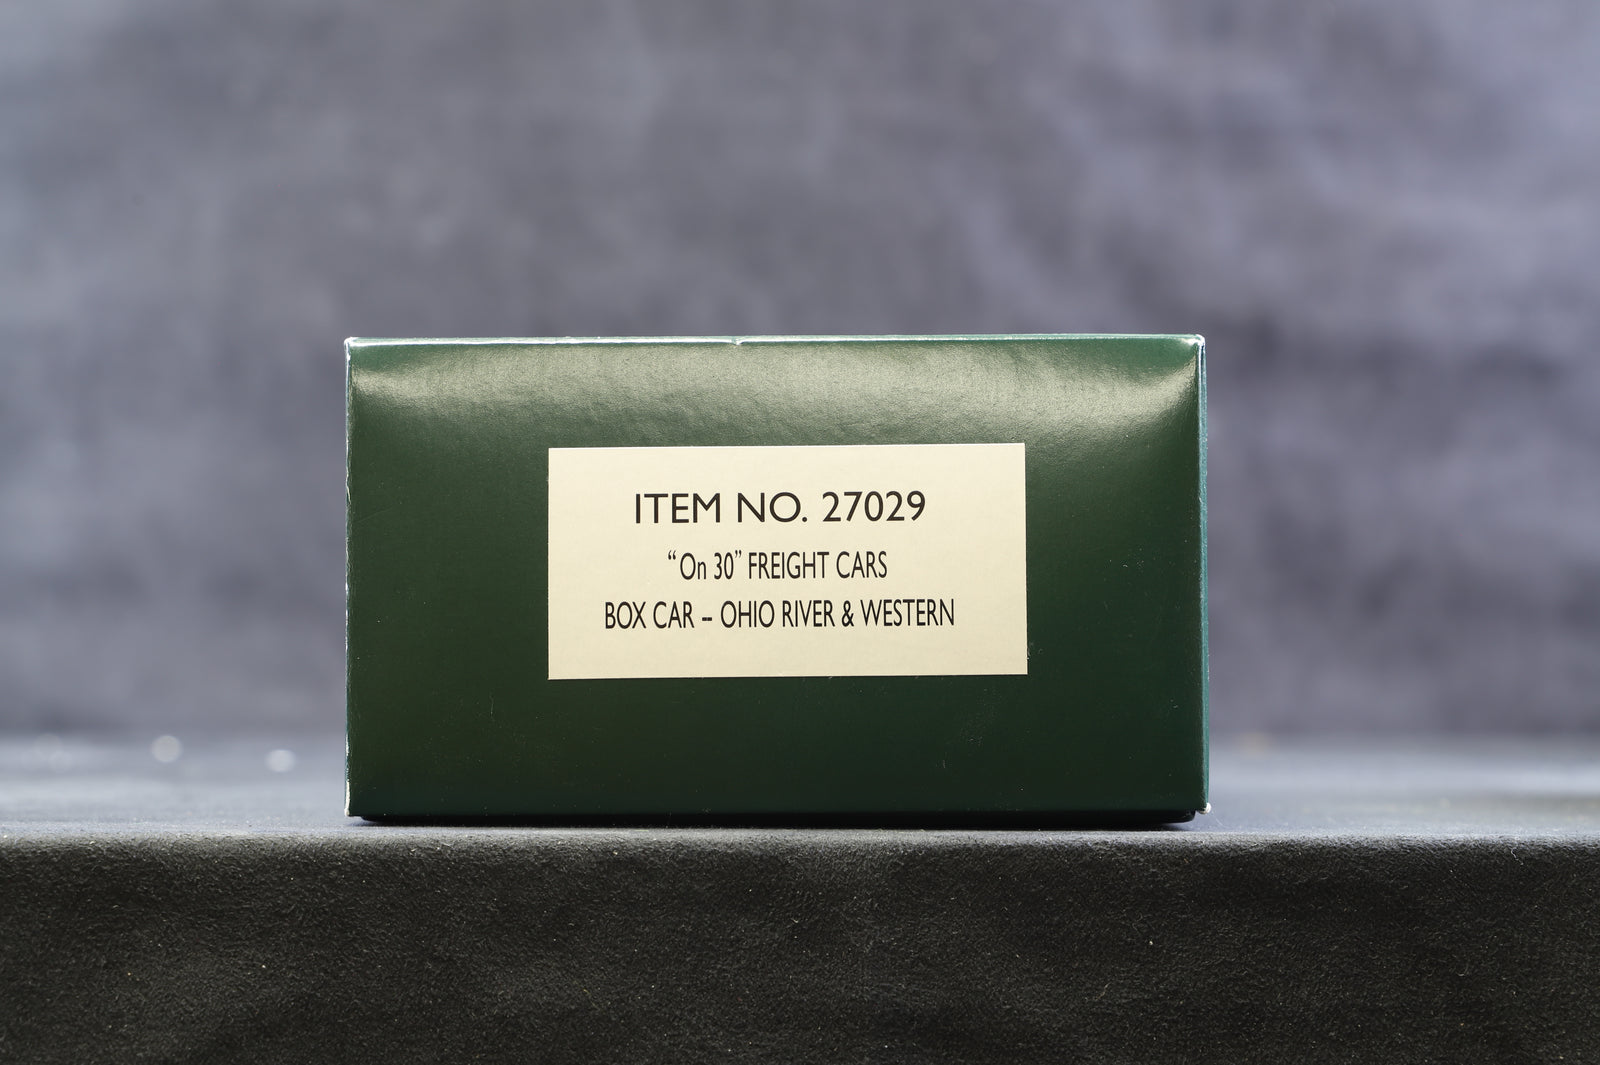 ITEM NO. 27029
“On 30” FREIGHT CARS
BOX CAR – OHIO RIVER & WESTERN